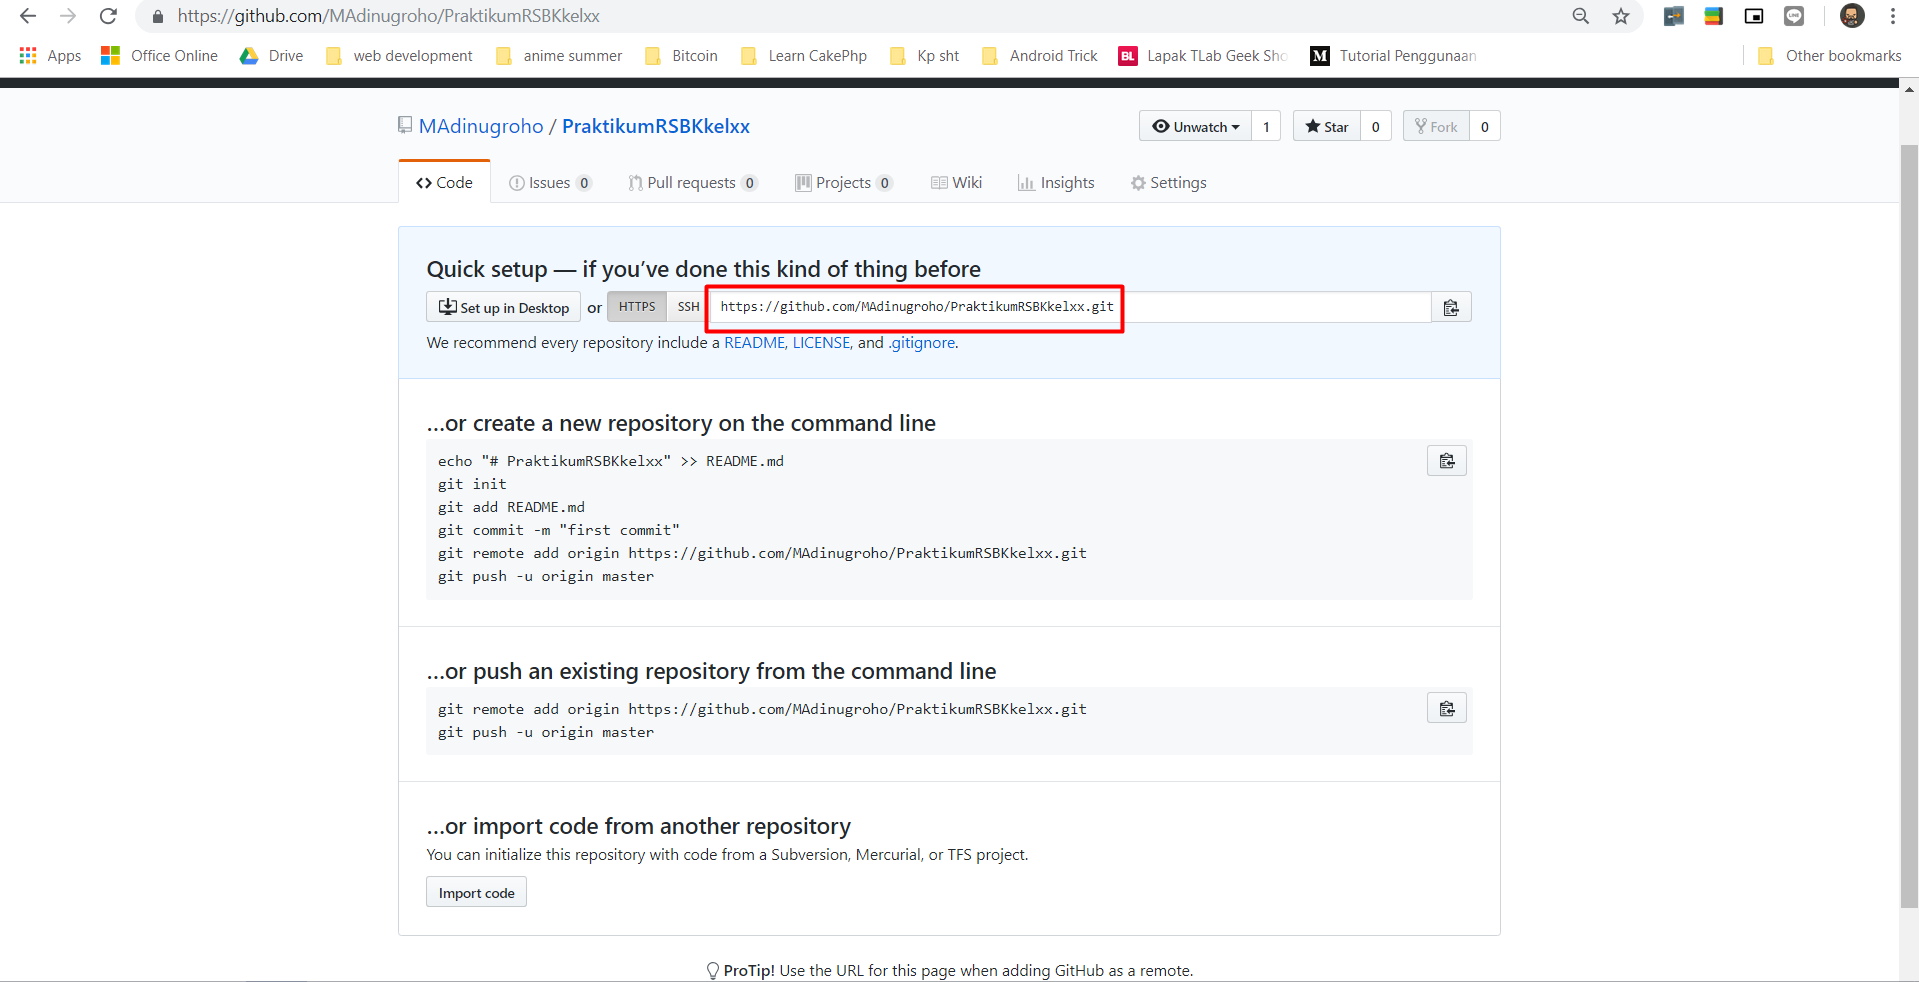 https://github.com/MAdinugroho/PraktikumRSBKkelxx
Apps Office Online Drive web development anime summer Bitcoin Learn CakePhp Kp sht Android Trick BL Lapak TLab Geek Sho M Tutorial Penggunaan Other bookmarks
MAdinugroho / PraktikumRSBKkelxx
Unwatch 1 Star 0 Fork 0
<> Code Issues 0 Pull requests 0 Projects 0 Wiki Insights Settings
Quick setup — if you’ve done this kind of thing before
Set up in Desktop or HTTPS SSH https://github.com/MAdinugroho/PraktikumRSBKkelxx.git
We recommend every repository include a README, LICENSE, and .gitignore.
…or create a new repository on the command line
echo "# PraktikumRSBKkelxx" >> README.md
git init
git add README.md
git commit -m "first commit"
git remote add origin https://github.com/MAdinugroho/PraktikumRSBKkelxx.git
git push -u origin master
…or push an existing repository from the command line
git remote add origin https://github.com/MAdinugroho/PraktikumRSBKkelxx.git
git push -u origin master
…or import code from another repository
You can initialize this repository with code from a Subversion, Mercurial, or TFS project.
Import code
ProTip! Use the URL for this page when adding GitHub as a remote.